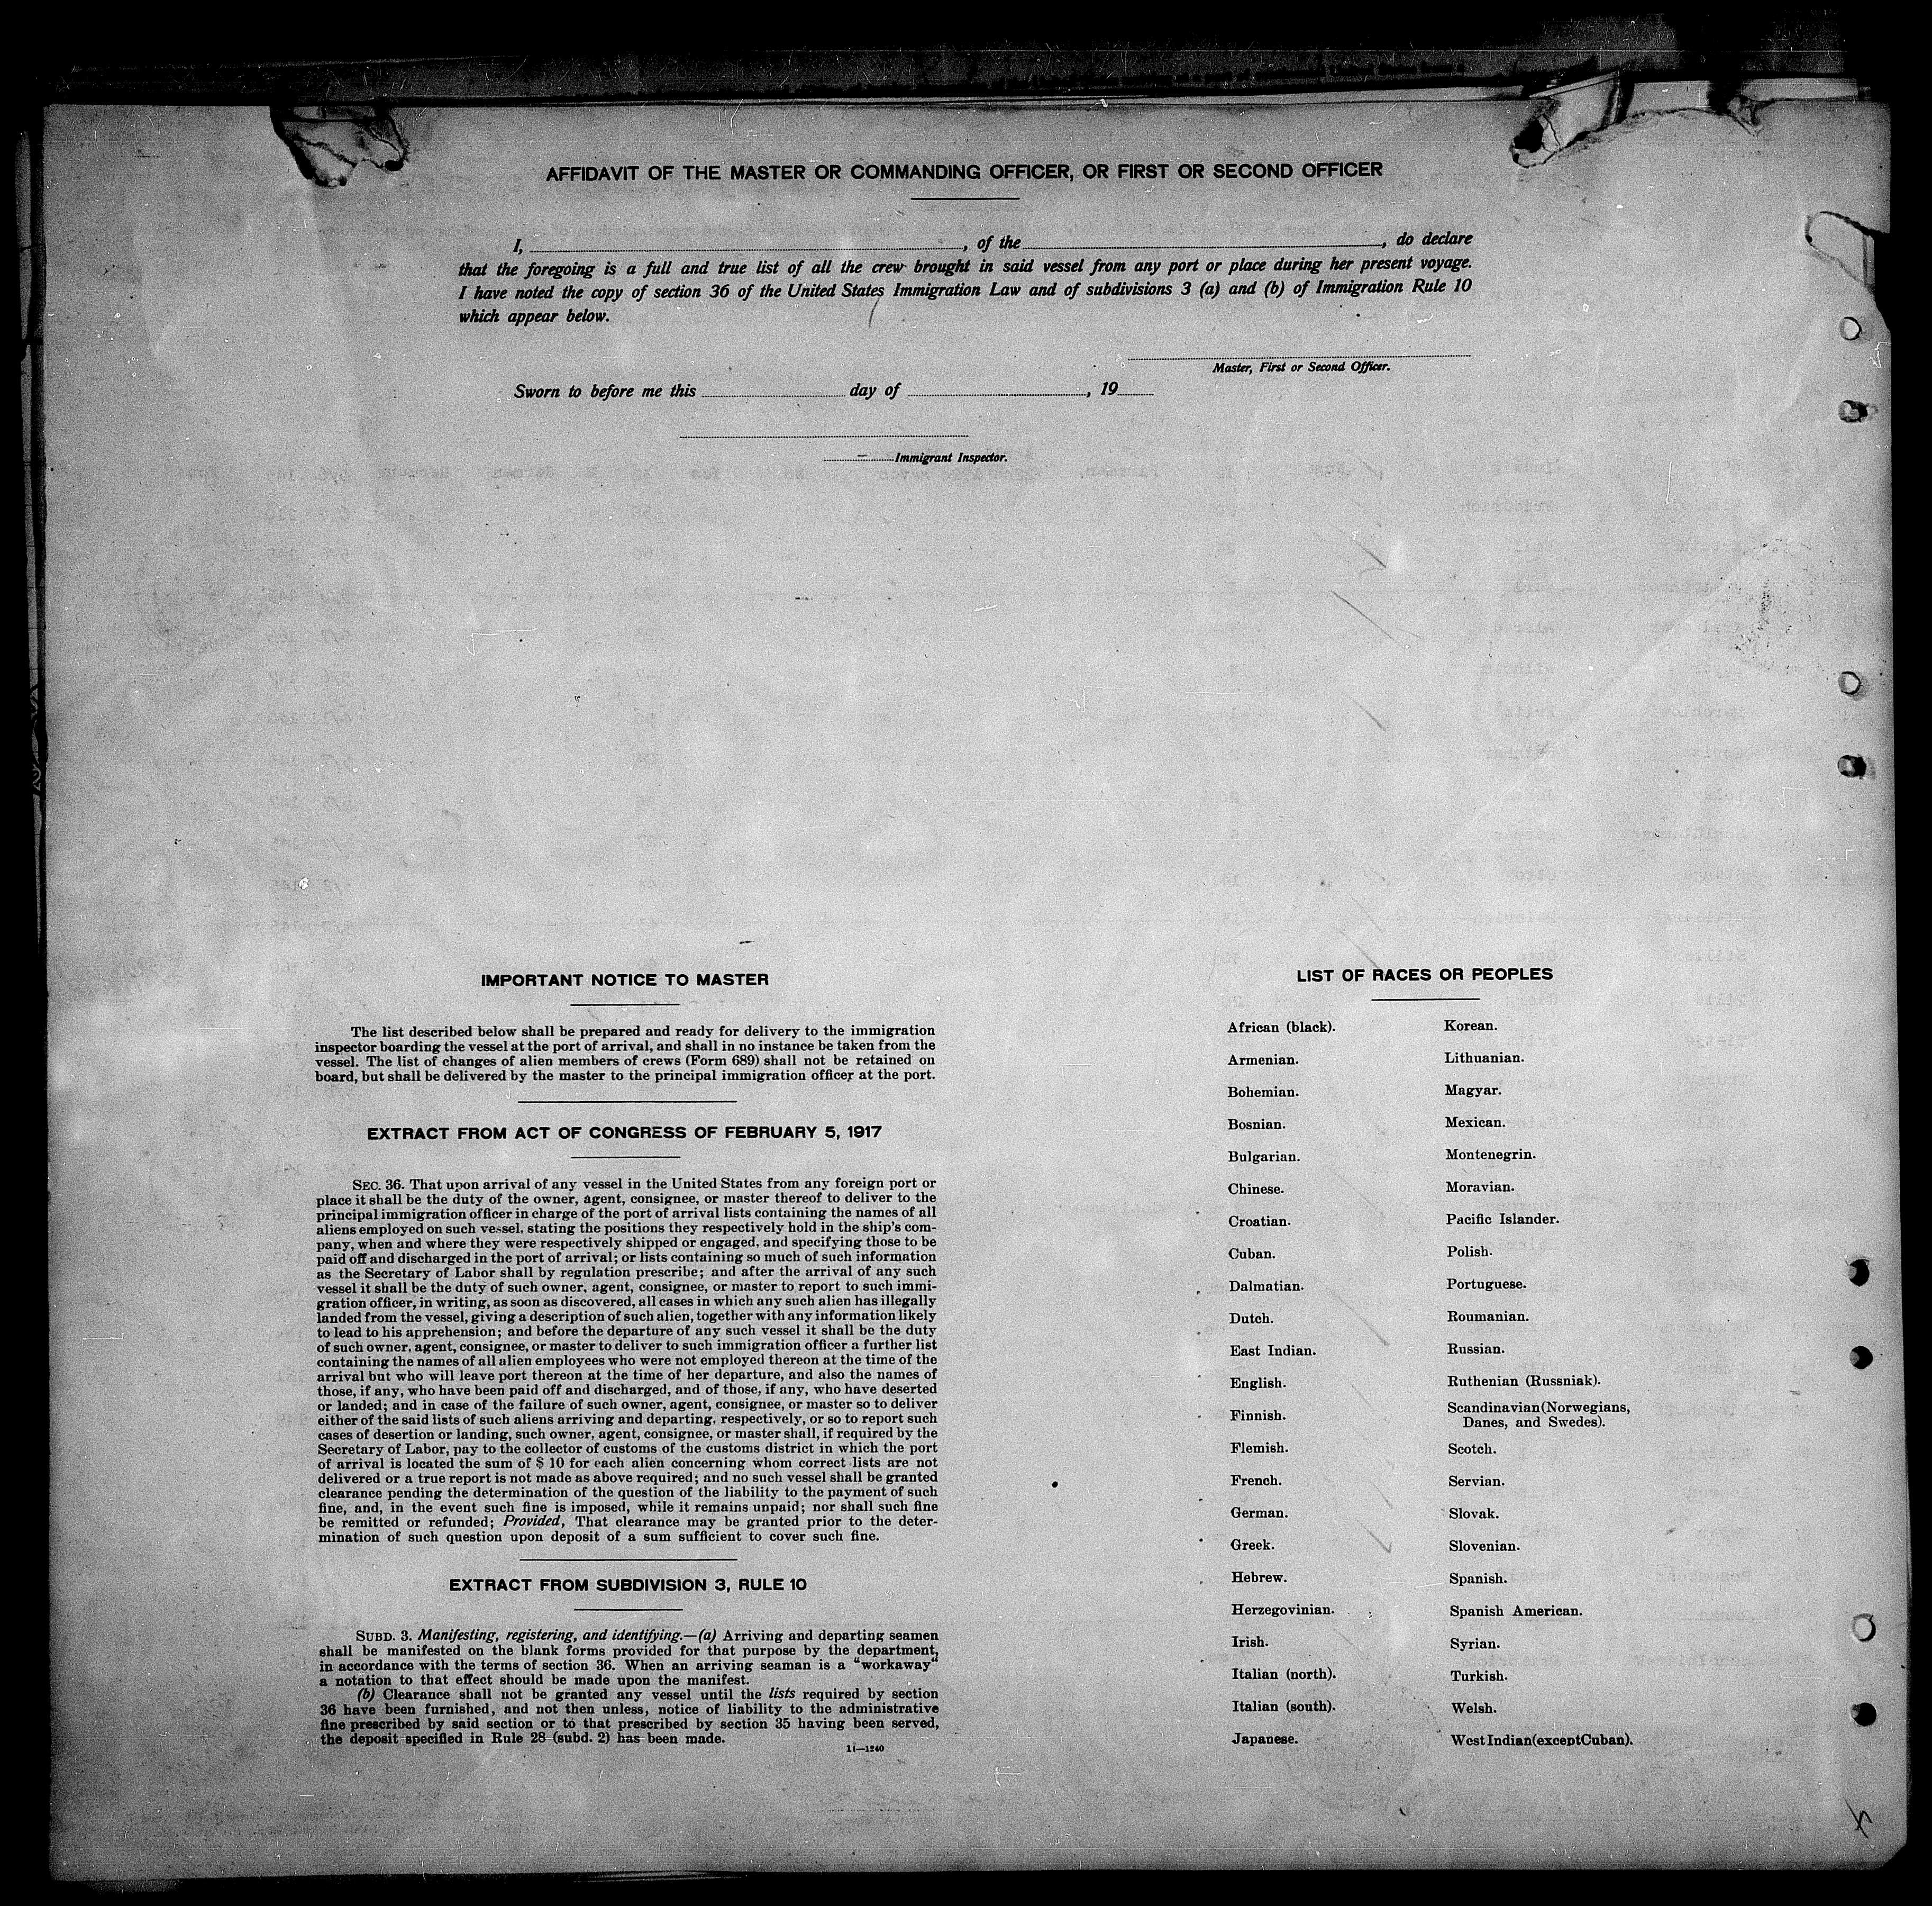 AFFIDAVIT OF THE MASTER OR COMMANDING OFFICER, OR FIRST OR SECOND OFFICER
I, , of the , do declare
that the foregoing is a full and true list of all the crew brought in said vessel from any port or place during her present voyage.
I have noted the copy of section 36 of the United States Immigration Law and of subdivisions 3 (a) and (b) of Immigration Rule 10
which appear below.
Master, First or Second Officer.
Sworn to before me this day of , 19
Immigrant Inspector.
IMPORTANT NOTICE TO MASTER
The list described below shall be prepared and ready for delivery to the immigration
inspector boarding the vessel at the port of arrival, and shall in no instance be taken from the
vessel. The list of changes of alien members of crews (Form 689) shall not be retained on
board, but shall be delivered by the master to the principal immigration officer at the port.
EXTRACT FROM ACT OF CONGRESS OF FEBRUARY 5, 1917
SEC. 36. That upon arrival of any vessel in the United States from any foreign port or
place it shall be the duty of the owner, agent, consignee, or master thereof to deliver to the
principal immigration officer in charge of the port of arrival lists containing the names of all
aliens employed on such vessel, stating the positions they respectively hold in the ship's com-
pany, when and where they were respectively shipped or engaged, and specifying those to be
paid off and discharged in the port of arrival; or lists containing so much of such information
as the Secretary of Labor shall by regulation prescribe; and after the arrival of any such
vessel it shall be the duty of such owner, agent, consignee, or master to report to such immi-
gration officer, in writing, as soon as discovered, all cases in which any such alien has illegally
landed from the vessel, giving a description of such alien, together with any information likely
to lead to his apprehension; and before the departure of any such vessel it shall be the duty
of such owner, agent, consignee, or master to deliver to such immigration officer a further list
containing the names of all alien employees who were not employed thereon at the time of the
arrival but who will leave port thereon at the time of her departure, and also the names of
those, if any, who have been paid off and discharged, and of those, if any, who have deserted
or landed; and in case of the failure of such owner, agent, consignee, or master so to deliver
either of the said lists of such aliens arriving and departing, respectively, or so to report such
cases of desertion or landing, such owner, agent, consignee, or master shall, if required by the
Secretary of Labor, pay to the collector of customs of the customs district in which the port
of arrival is located the sum of $ 10 for each alien concerning whom correct lists are not
delivered or a true report is not made as above required; and no such vessel shall be granted
clearance pending the determination of the question of the liability to the payment of such
fine, and, in the event such fine is imposed, while it remains unpaid; nor shall such fine
be remitted or refunded; Provided, That clearance may be granted prior to the deter-
mination of such question upon deposit of a sum sufficient to cover such fine.
EXTRACT FROM SUBDIVISION 3, RULE 10
SUBD. 3. Manifesting, registering, and identifying.—(a) Arriving and departing seamen
shall be manifested on the blank forms provided for that purpose by the department,
in accordance with the terms of section 36. When an arriving seaman is a "workaway"
a notation to that effect should be made upon the manifest.
(b) Clearance shall not be granted any vessel until the lists required by section
36 have been furnished, and not then unless, notice of liability to the administrative
fine prescribed by said section or to that prescribed by section 35 having been served,
the deposit specified in Rule 28 (subd. 2) has been made.
11—1240
LIST OF RACES OR PEOPLES
African (black).
Armenian.
Bohemian.
Bosnian.
Bulgarian.
Chinese.
Croatian.
Cuban.
Dalmatian.
Dutch.
East Indian.
English.
Finnish.
Flemish.
French.
German.
Greek.
Hebrew.
Herzegovinian.
Irish.
Italian (north).
Italian (south).
Japanese.
Korean.
Lithuanian.
Magyar.
Mexican.
Montenegrin.
Moravian.
Pacific Islander.
Polish.
Portuguese.
Roumanian.
Russian.
Ruthenian (Russniak).
Scandinavian (Norwegians,
Danes, and Swedes).
Scotch.
Servian.
Slovak.
Slovenian.
Spanish.
Spanish American.
Syrian.
Turkish.
Welsh.
West Indian (except Cuban).